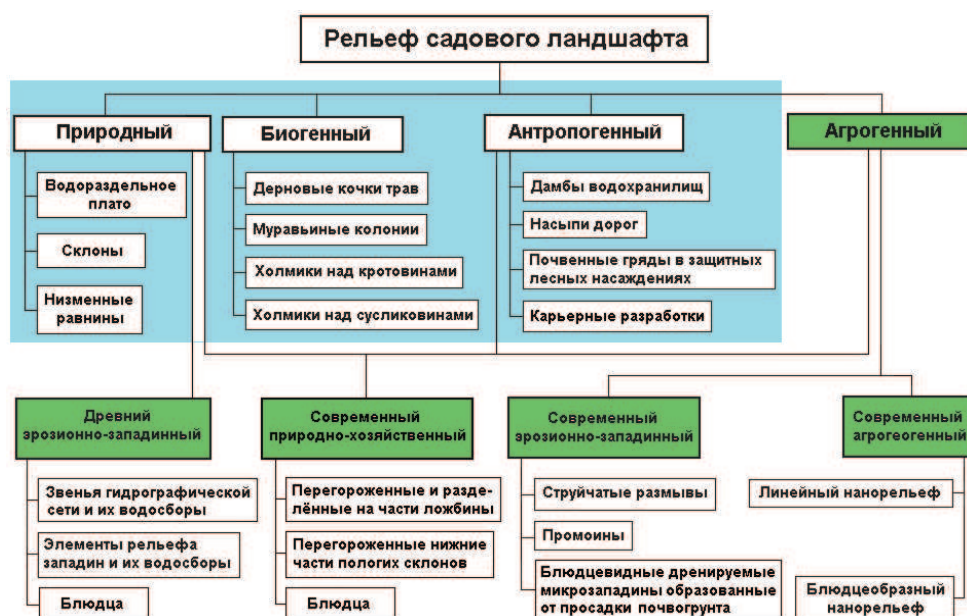 Рельеф садового ландшафта
Природный
Биогенный
Антропогенный
Агрогенный
Водораздельное
плато
Склоны
Низменные
равнины
Дерновые кочки трав
Муравьиные колонии
Холмики над кротовинами
Холмики над сусликовинами
Дамбы водохранилищ
Насыпи дорог
Почвенные гряды в защитных
лесных насаждениях
Карьерные разработки
Древний
эрозионно-западинный
Звенья гидрографической
сети и их водосборы
Элементы рельефа
западин и их водосборы
Блюдца
Современный
природно-хозяйственный
Перегороженные и разде-
лённые на части ложбины
Перегороженные нижние
части пологих склонов
Блюдца
Современный
эрозионно-западинный
Струйчатые размывы
Промоины
Блюдцевидные дренируемые
микрозападины образованные
от просадки почвогрунта
Современный
агрогеогенный
Линейный нанорельеф
Блюдцеобразный
нанорельеф